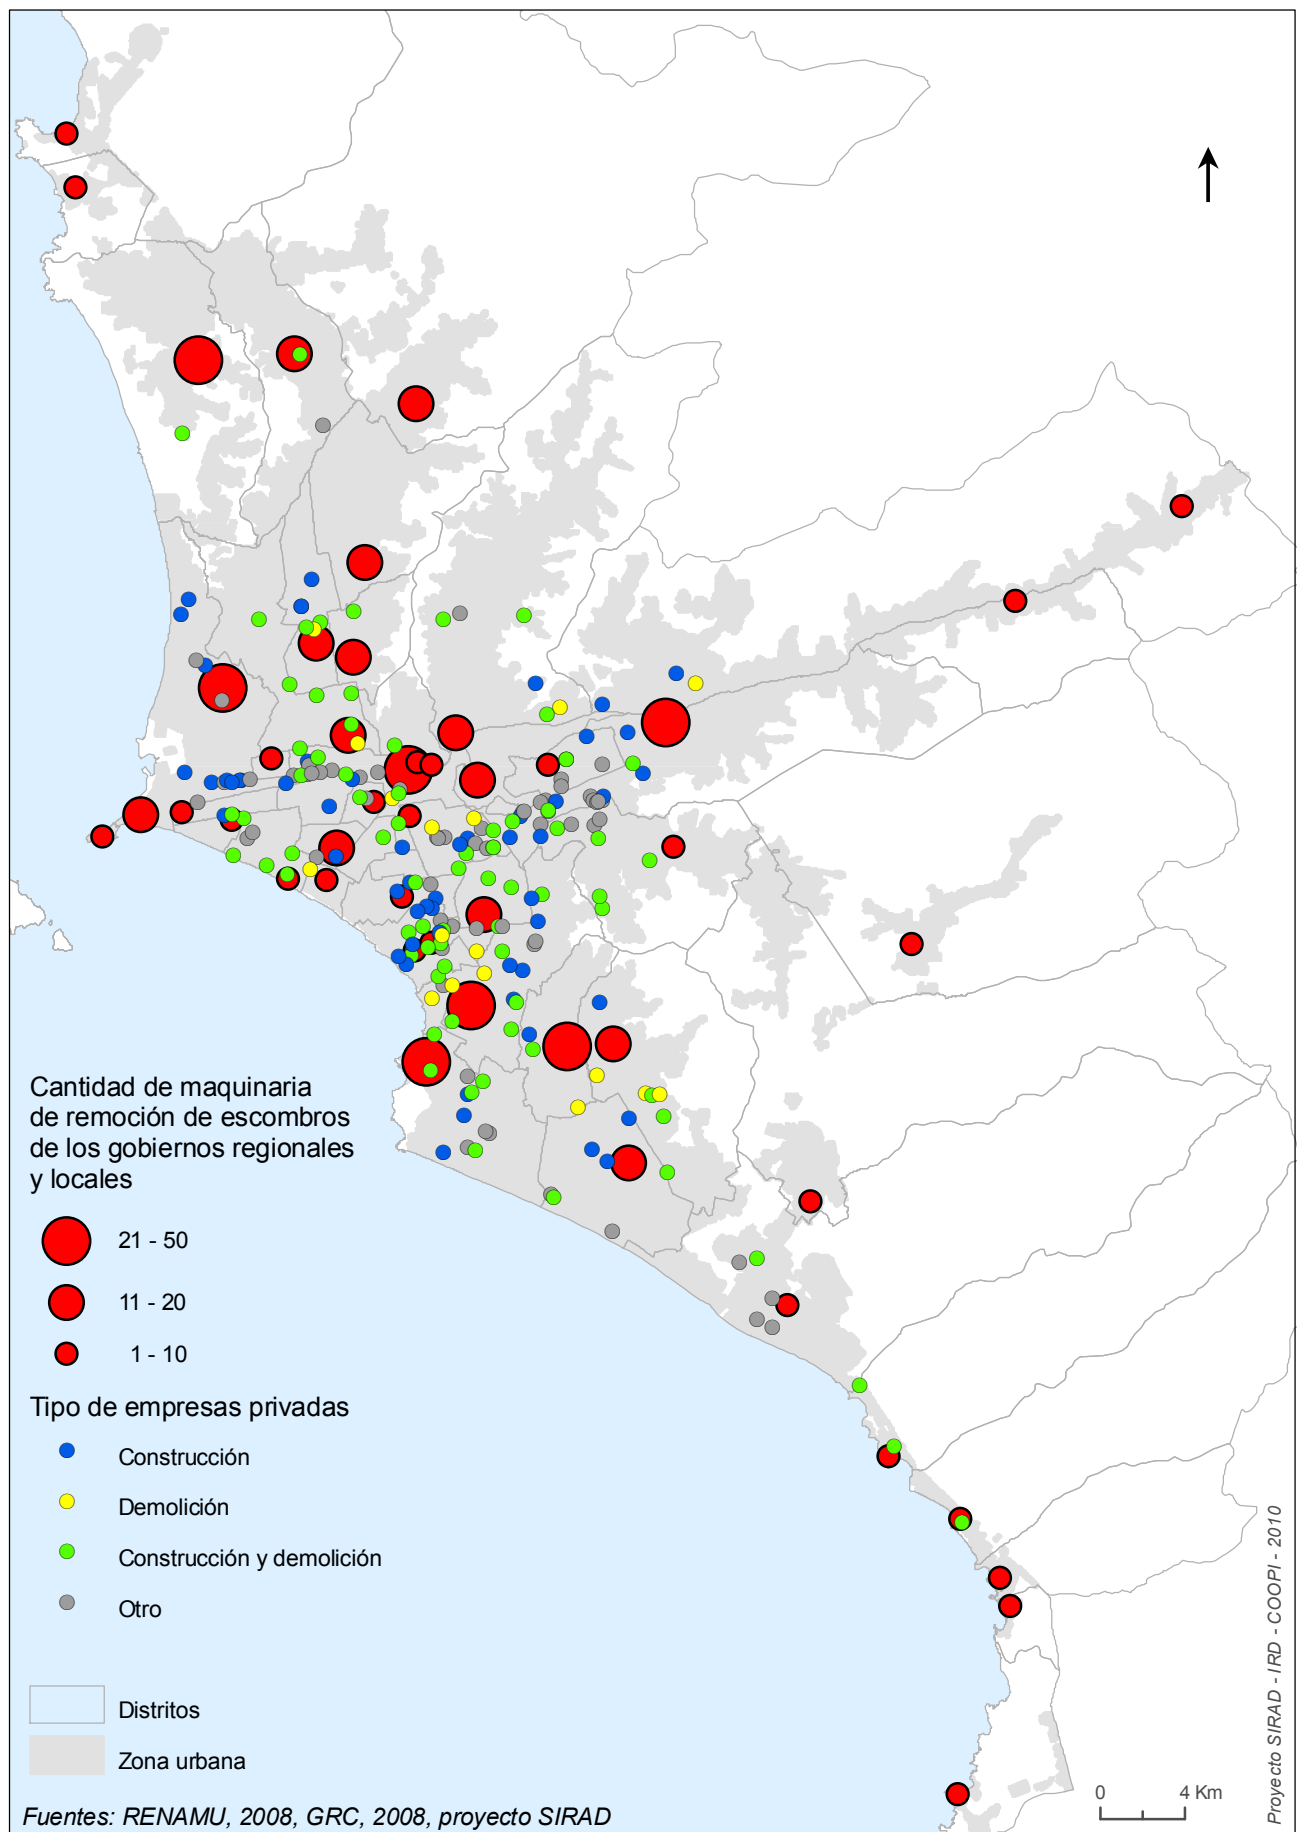 Cantidad de maquinaria
de remoción de escombros
de los gobiernos regionales
y locales
21 - 50
11 - 20
1 - 10
Tipo de empresas privadas
Construcción
Demolición
Construcción y demolición
Otro
Distritos
Zona urbana
Fuentes: RENAMU, 2008, GRC, 2008, proyecto SIRAD
0 4 Km
Proyecto SIRAD - IRD - COOPI - 2010